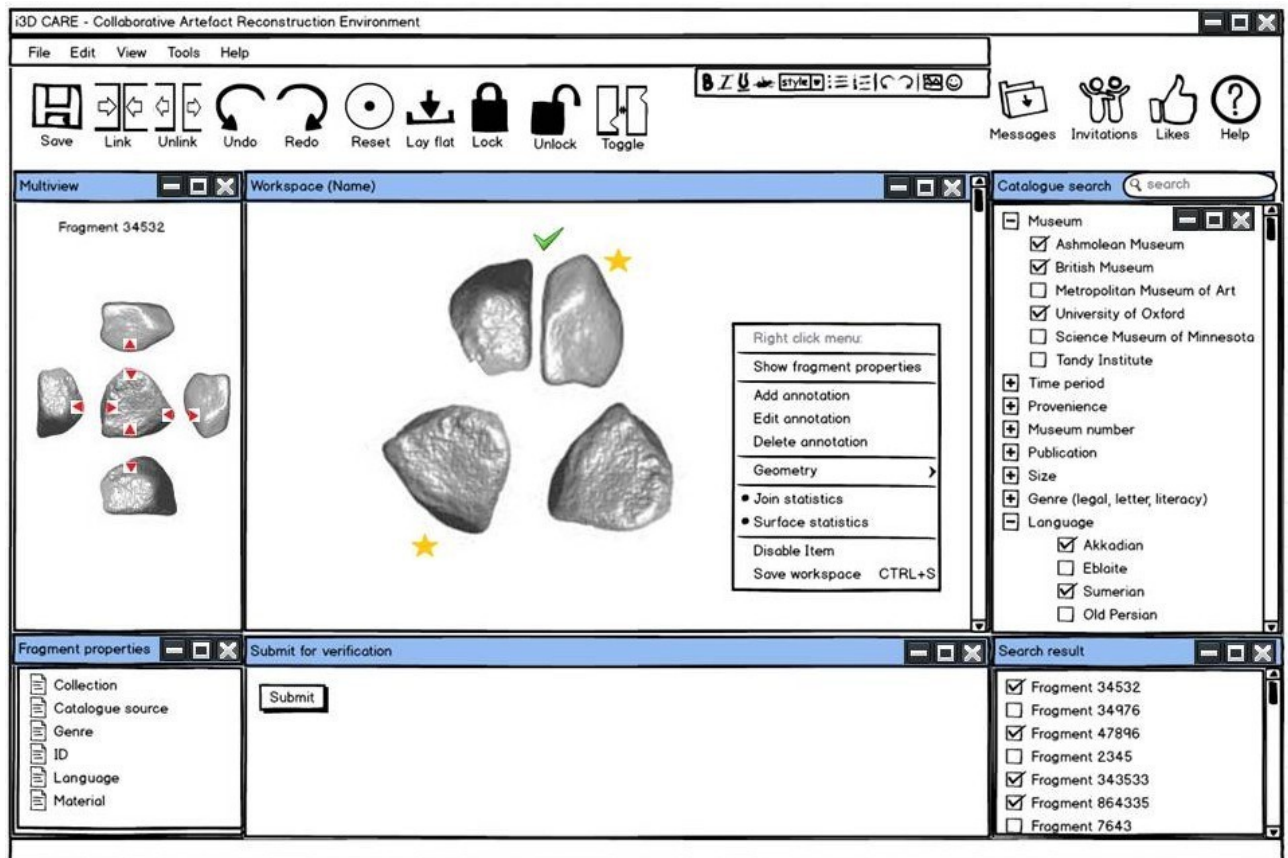 i3D CARE - Collaborative Artefact Reconstruction Environment
File Edit View Tools Help
B I U abc style
Save Link Unlink Undo Redo Reset Lay flat Lock Unlock Toggle
Messages Invitations Likes Help
Multiview
Fragment 34532
Workspace (Name)
Right click menu:
Show fragment properties
Add annotation
Edit annotation
Delete annotation
Geometry
Join statistics
Surface statistics
Disable Item
Save workspace CTRL+S
Catalogue search search
Museum
Ashmolean Museum
British Museum
Metropolitan Museum of Art
University of Oxford
Science Museum of Minnesota
Tandy Institute
Time period
Provenience
Museum number
Publication
Size
Genre (legal, letter, literacy)
Language
Akkadian
Eblaite
Sumerian
Old Persian
Fragment properties
Collection
Catalogue source
Genre
ID
Language
Material
Submit for verification
Submit
Search result
Fragment 34532
Fragment 34976
Fragment 47896
Fragment 2345
Fragment 343533
Fragment 864335
Fragment 7643